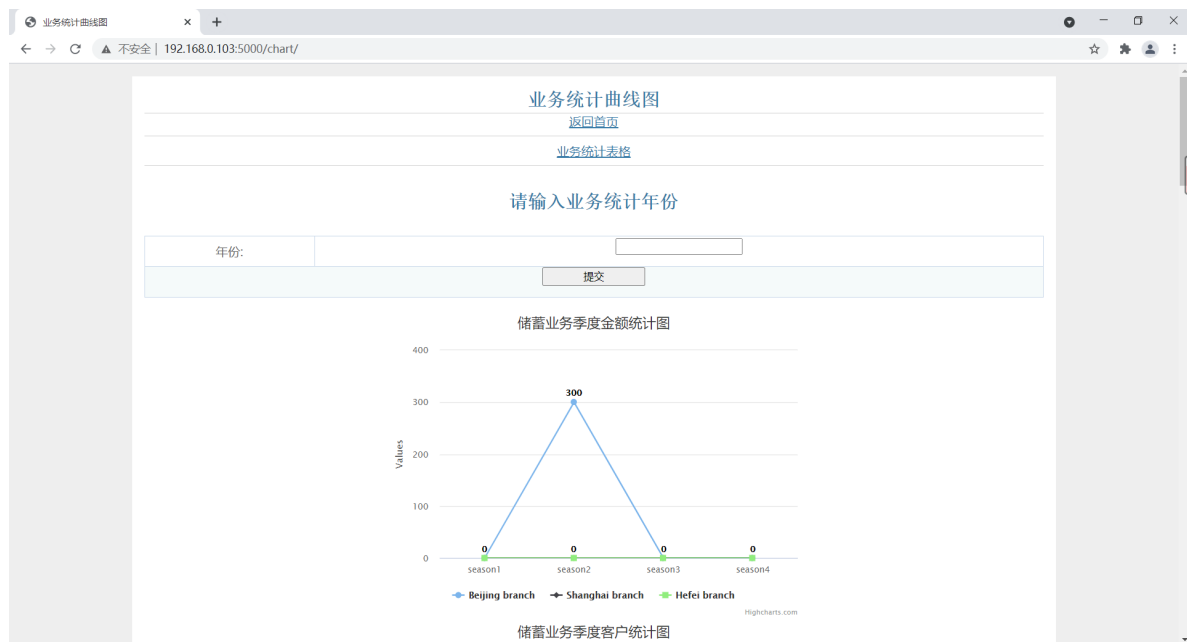 业务统计曲线图
不安全 | 192.168.0.103:5000/chart/
业务统计曲线图
返回首页
业务统计表格
请输入业务统计年份
年份:
提交
储蓄业务季度金额统计图
400
300
300
Values
200
100
0
0
0
0
0
season1
season2
season3
season4
Beijing branch
Shanghai branch
Hefei branch
Highcharts.com
储蓄业务季度客户统计图